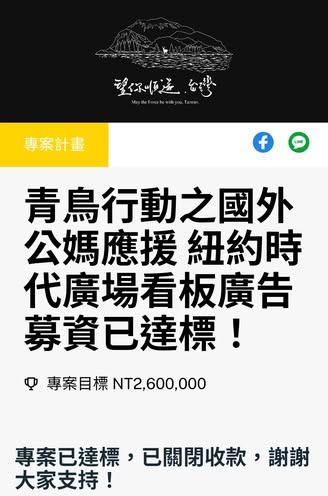 望你順遂.台灣
May the Force be with you, Taiwan.
專案計畫
LINE
青鳥行動之國外
公媽應援 紐約時
代廣場看板廣告
募資已達標！
專案目標 NT2,600,000
專案已達標，已關閉收款，謝謝
大家支持！